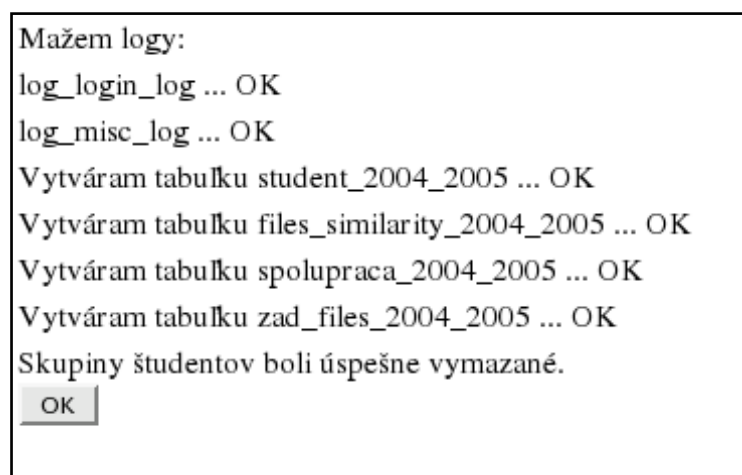 Mažem logy:
log_login_log ... OK
log_misc_log ... OK
Vytváram tabuľku student_2004_2005 ... OK
Vytváram tabuľku files_similarity_2004_2005 ... OK
Vytváram tabuľku spolupraca_2004_2005 ... OK
Vytváram tabuľku zad_files_2004_2005 ... OK
Skupiny študentov boli úspešne vymazané.
OK